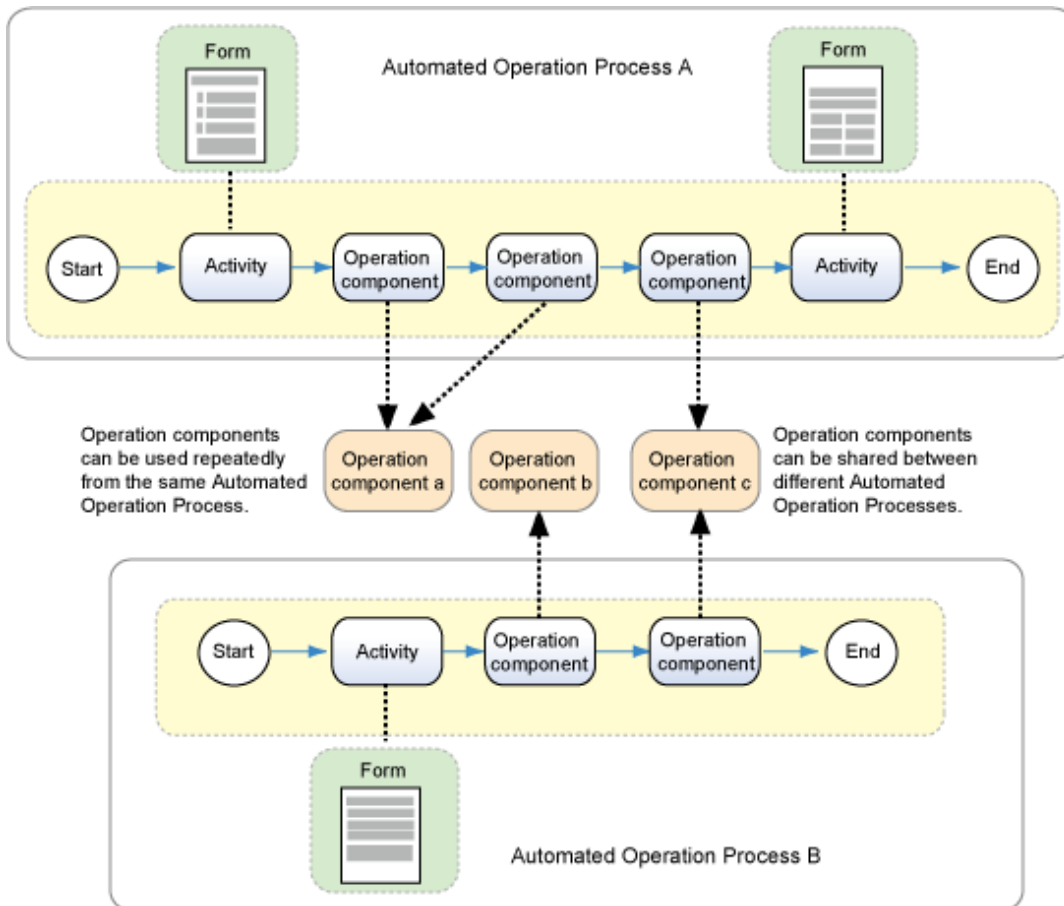 Form
Automated Operation Process A
Form
Start
Activity
Operation
component
Operation
component
Operation
component
Activity
End
Operation components
can be used repeatedly
from the same Automated
Operation Process.
Operation
component a
Operation
component b
Operation
component c
Operation components
can be shared between
different Automated
Operation Processes.
Start
Activity
Operation
component
Operation
component
End
Form
Automated Operation Process B